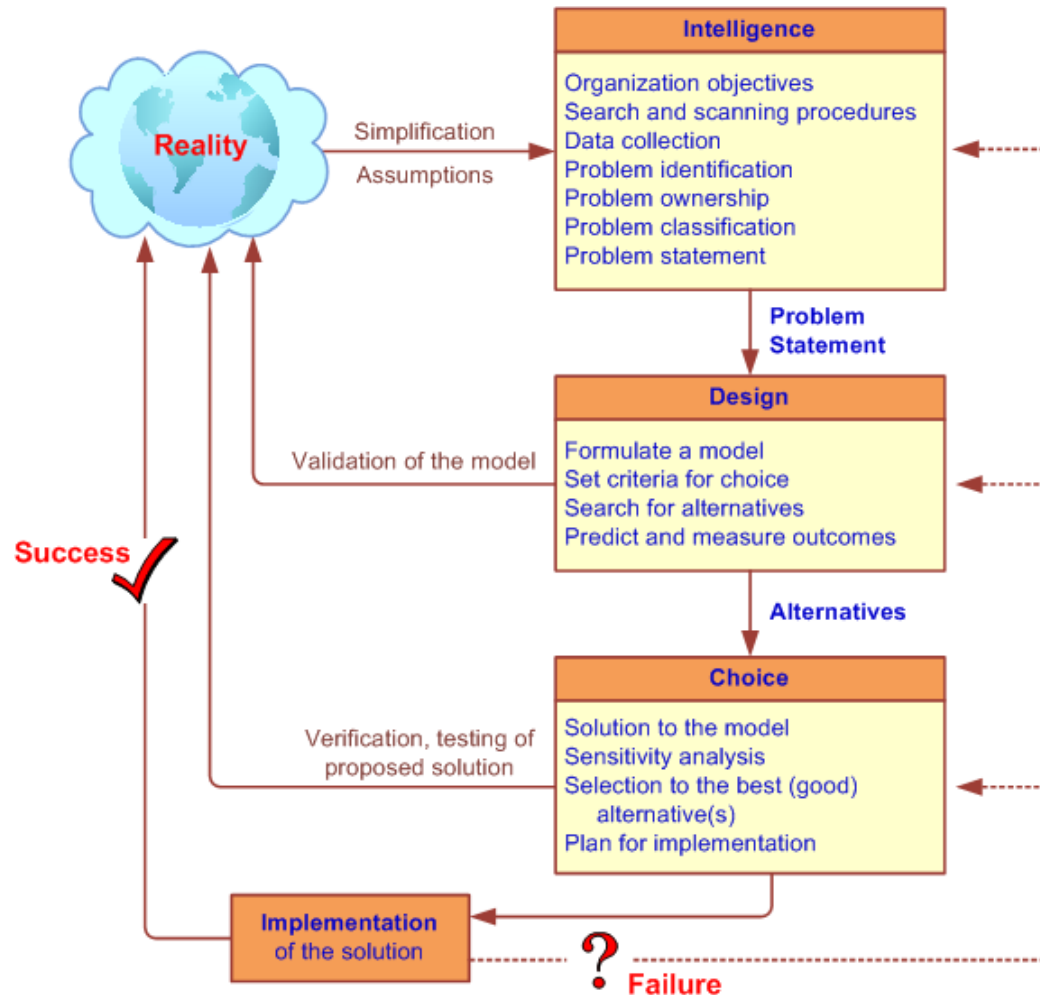 Intelligence
Organization objectives
Search and scanning procedures
Data collection
Problem identification
Problem ownership
Problem classification
Problem statement
Reality
Simplification
Assumptions
Problem
Statement
Design
Formulate a model
Set criteria for choice
Search for alternatives
Predict and measure outcomes
Validation of the model
Success
Alternatives
Choice
Solution to the model
Sensitivity analysis
Selection to the best (good)
alternative(s)
Plan for implementation
Verification, testing of
proposed solution
Implementation
of the solution
?
Failure